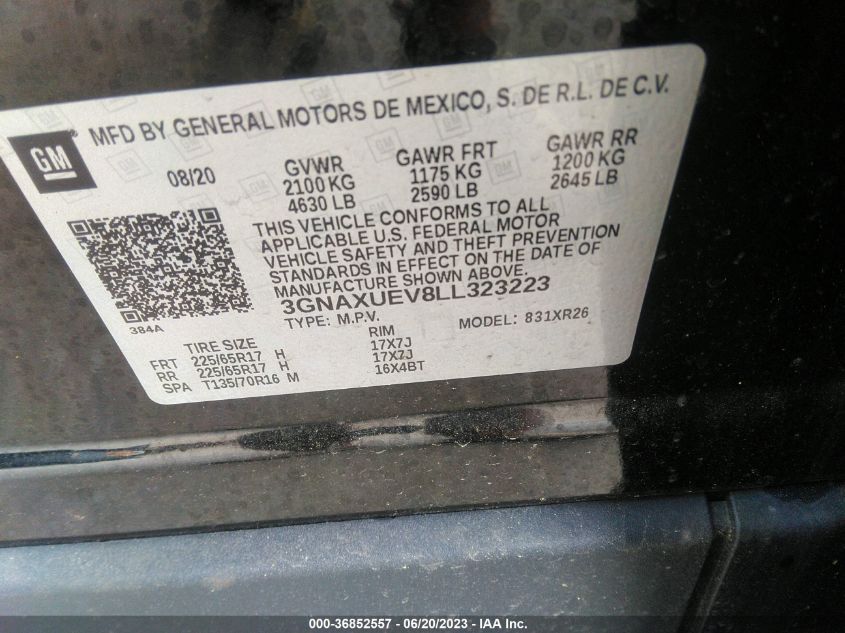 GM
MFD BY GENERAL MOTORS DE MEXICO, S. DE R.L. DE C.V.
08/20 GVWR GAWR FRT GAWR RR
2100 KG 1175 KG 1200 KG
4630 LB 2590 LB 2645 LB
THIS VEHICLE CONFORMS TO ALL
APPLICABLE U.S. FEDERAL MOTOR
VEHICLE SAFETY AND THEFT PREVENTION
STANDARDS IN EFFECT ON THE DATE OF
MANUFACTURE SHOWN ABOVE.
3GNAXUEV8LL323223
384A TYPE: M.P.V. MODEL: 831XR26
TIRE SIZE RIM
FRT 225/65R17 H 17X7J
RR 225/65R17 H 17X7J
SPA T135/70R16 M 16X4BT
000-36852557 - 06/20/2023 - IAA Inc.